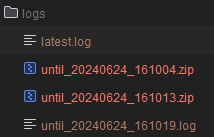 logs
latest.log
until_20240624_161004.zip
until_20240624_161013.zip
until_20240624_161019.log